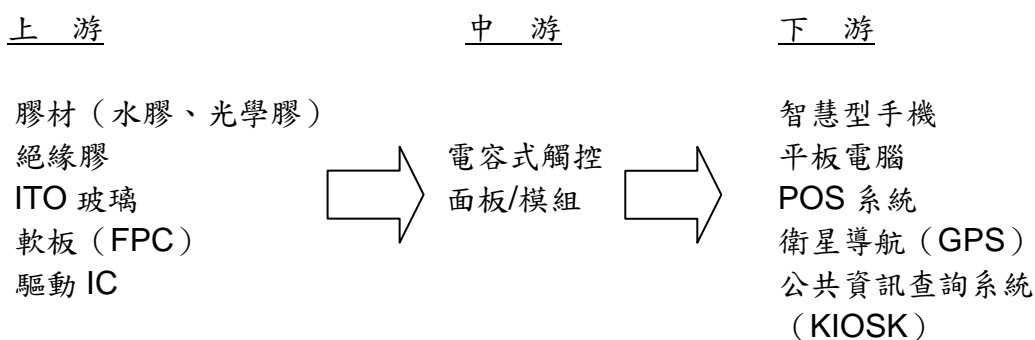 上 游
膠材（水膠、光學膠）
絕緣膠
ITO 玻璃
軟板（FPC）
驅動 IC
中 游
電容式觸控
面板/模組
下 游
智慧型手機
平板電腦
POS 系統
衛星導航（GPS）
公共資訊查詢系統
（KIOSK）